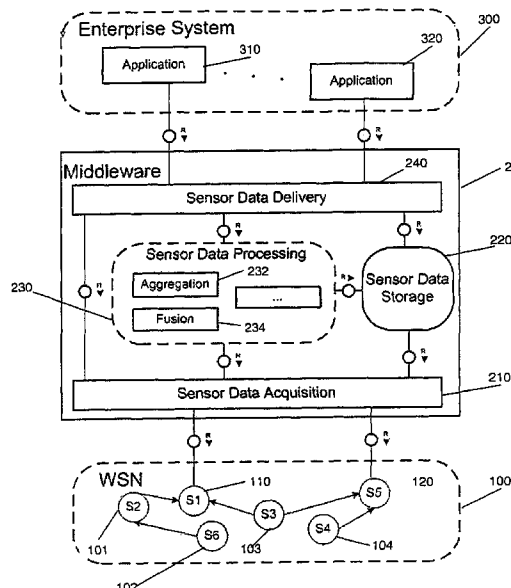 Enterprise System
300
310
320
Application
. . .
Application
R
R
Middleware
2
240
Sensor Data Delivery
R
R
220
Sensor Data Processing
232
Aggregation
...
R
Sensor Data
Storage
230
R
Fusion
234
R
R
Sensor Data Acquisition
210
R
R
WSN
110
120
100
S1
S5
S2
S3
S4
S6
101
103
104
102